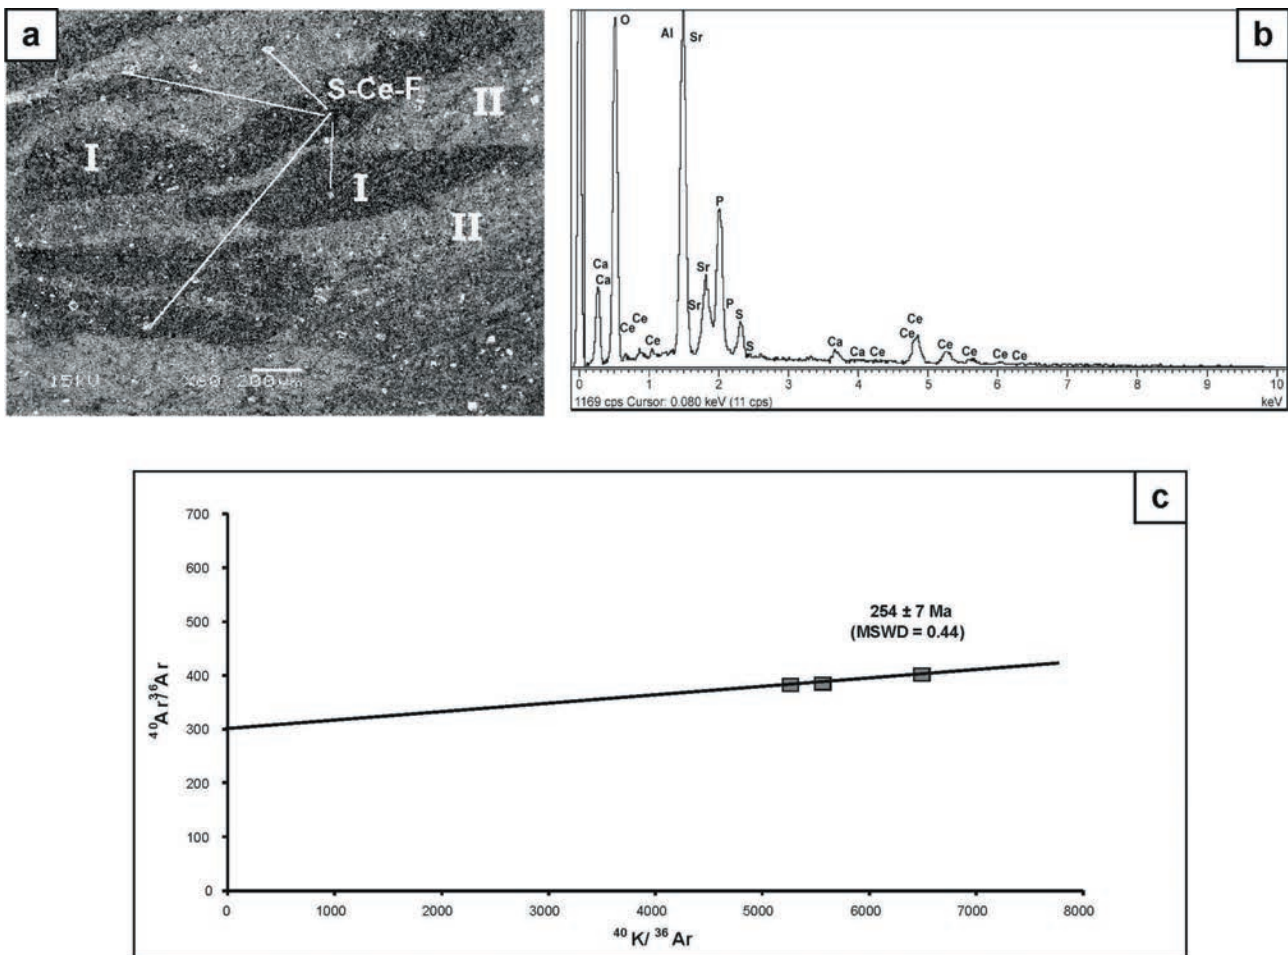 a
S-Ce-F
II
I
I
II
15kV X60 200µm
b
O
Al Sr
P
Ca
Ca
Sr
Sr
P
S
S
Ce
Ce
Ce
Ca
Ca Ce
Ce
Ce
Ce
Ce
Ce Ce
0 1 2 3 4 5 6 7 8 9 10
1169 cps Cursor: 0.080 keV (11 cps)
keV
c
700
600
500
400
300
200
100
0
40Ar/36Ar
254 ± 7 Ma
(MSWD = 0.44)
0 1000 2000 3000 4000 5000 6000 7000 8000
40 K/ 36 Ar